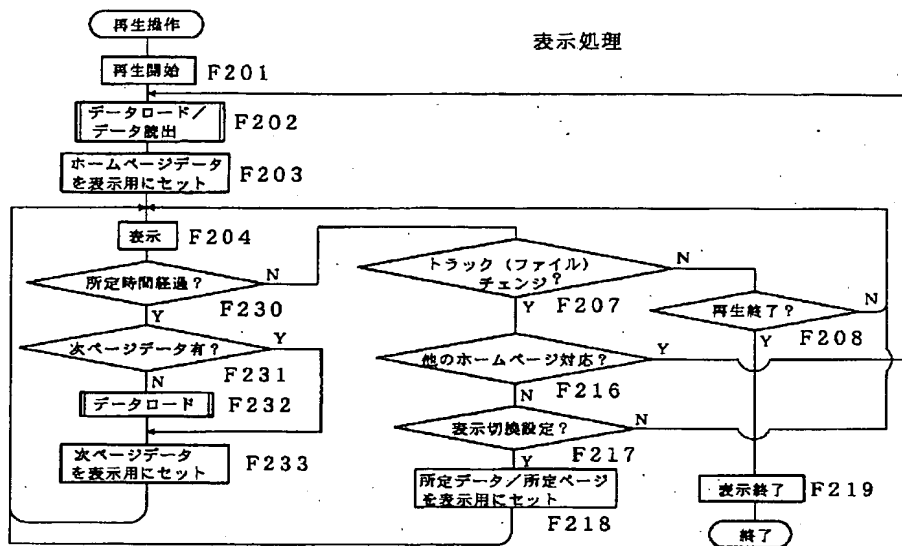 再生操作
表示処理
再生開始
F201
データロード／
データ読出
F202
ホームページデータ
を表示用にセット
F203
表示
F204
所定時間経過？
N
F230
Y
次ページデータ有？
Y
F231
N
データロード
F232
次ページデータ
を表示用にセット
F233
トラック（ファイル）
チェンジ？
N
F207
Y
再生終了？
N
F208
Y
他のホームページ対応？
Y
F216
N
表示切換設定？
N
F217
Y
所定データ／所定ページ
を表示用にセット
F218
表示終了
F219
終了